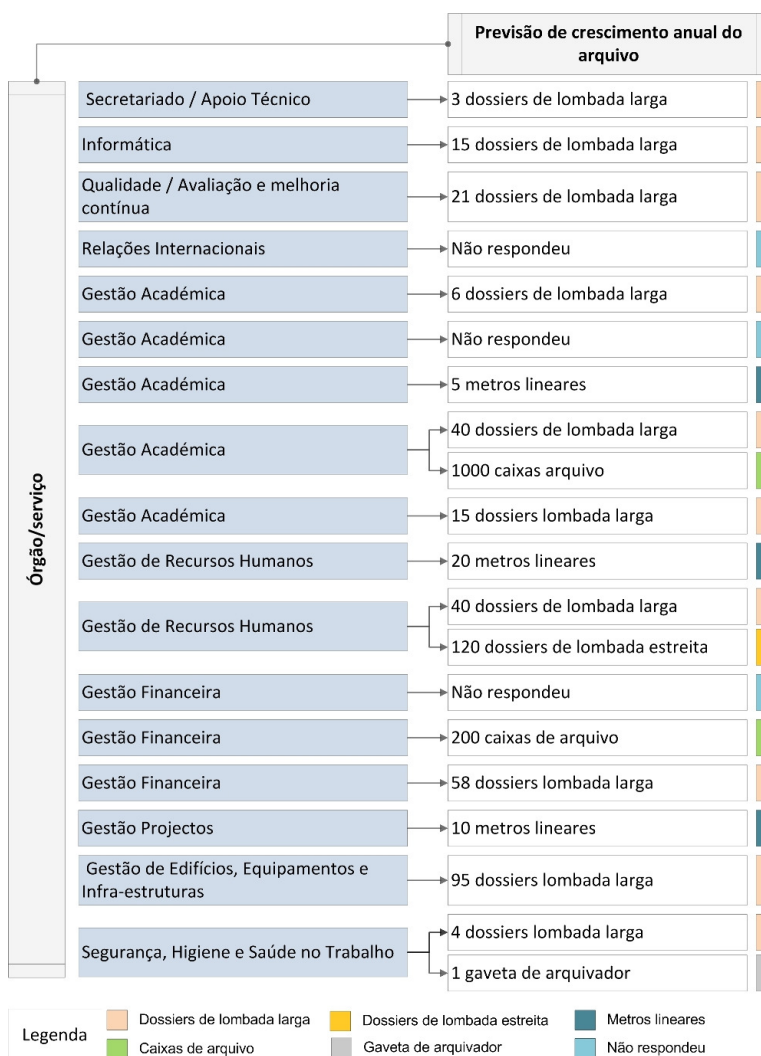 Previsão de crescimento anual do
arquivo
Órgão/serviço
Secretariado / Apoio Técnico
3 dossiers de lombada larga
Informática
15 dossiers de lombada larga
Qualidade / Avaliação e melhoria
contínua
21 dossiers de lombada larga
Relações Internacionais
Não respondeu
Gestão Académica
6 dossiers de lombada larga
Gestão Académica
Não respondeu
Gestão Académica
5 metros lineares
Gestão Académica
40 dossiers de lombada larga
1000 caixas arquivo
Gestão Académica
15 dossiers lombada larga
Gestão de Recursos Humanos
20 metros lineares
Gestão de Recursos Humanos
40 dossiers de lombada larga
120 dossiers de lombada estreita
Gestão Financeira
Não respondeu
Gestão Financeira
200 caixas de arquivo
Gestão Financeira
58 dossiers lombada larga
Gestão Projectos
10 metros lineares
Gestão de Edifícios, Equipamentos e
Infra-estruturas
95 dossiers lombada larga
Segurança, Higiene e Saúde no Trabalho
4 dossiers lombada larga
1 gaveta de arquivador
Legenda
Dossiers de lombada larga
Dossiers de lombada estreita
Metros lineares
Caixas de arquivo
Gaveta de arquivador
Não respondeu